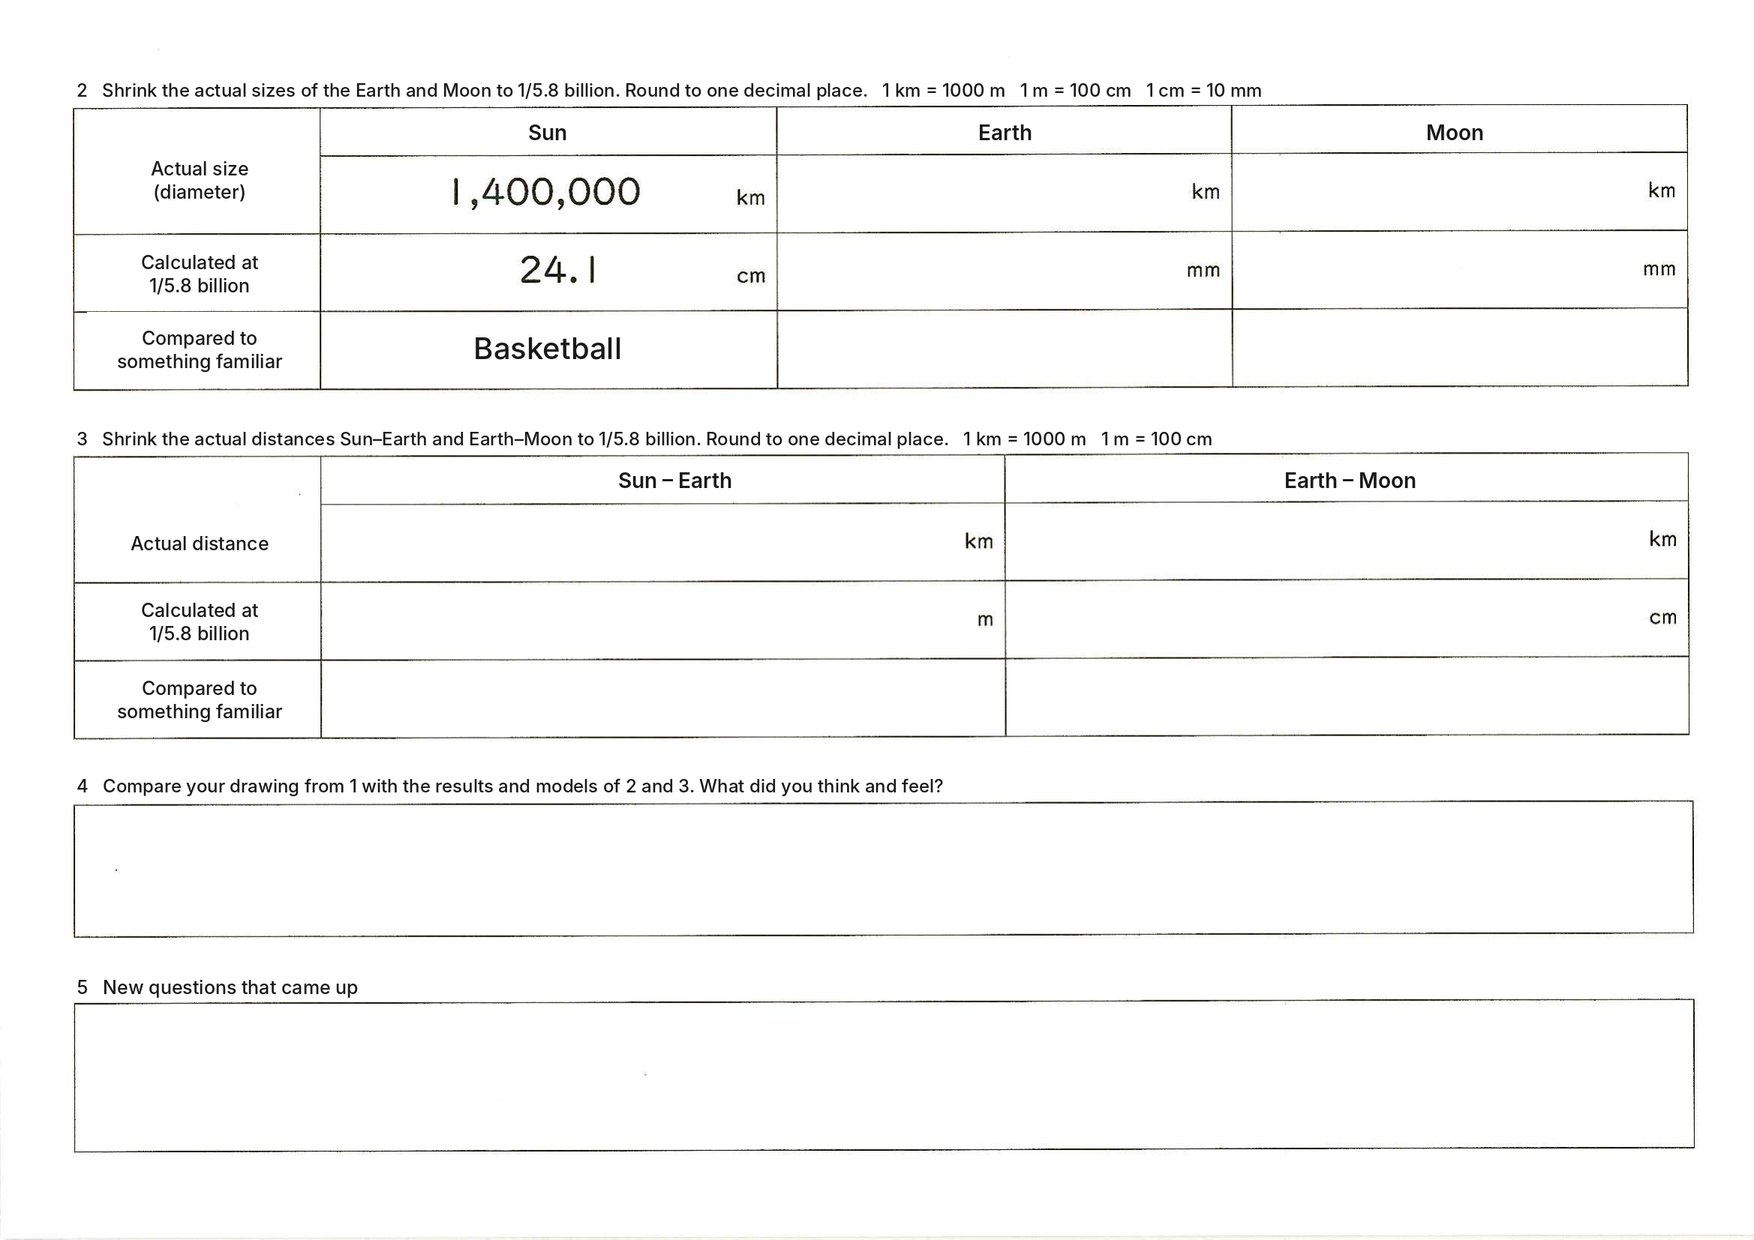 2 Shrink the actual sizes of the Earth and Moon to 1/5.8 billion. Round to one decimal place. 1 km = 1000 m 1 m = 100 cm 1 cm = 10 mm
Sun Earth Moon
Actual size
(diameter)
1,400,000 km km km
Calculated at
1/5.8 billion
24.1 cm mm mm
Compared to
something familiar
Basketball
3 Shrink the actual distances Sun–Earth and Earth–Moon to 1/5.8 billion. Round to one decimal place. 1 km = 1000 m 1 m = 100 cm
Sun – Earth Earth – Moon
Actual distance km km
Calculated at
1/5.8 billion
m cm
Compared to
something familiar
4 Compare your drawing from 1 with the results and models of 2 and 3. What did you think and feel?
5 New questions that came up